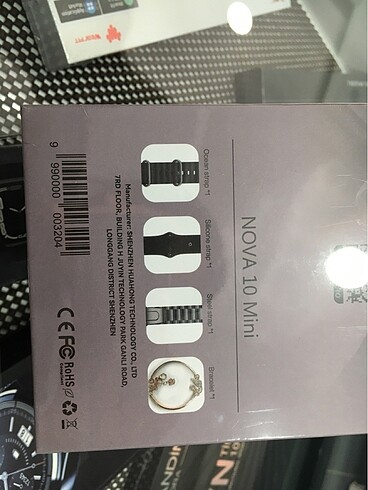 NOVA 10 Mini
Ocean strap *1
Silicone strap *1
Steel strap *1
Bracelet *1
Manufacturer: SHENZHEN HUAHONG TECHNOLOGY CO., LTD
7RD FLOOR, BUILDING H JUYIN TECHNOLOGY PARK GANLI ROAD,
LONGGANG DISTRICT SHENZHEN
9 990000 003204
CE FC RoHS